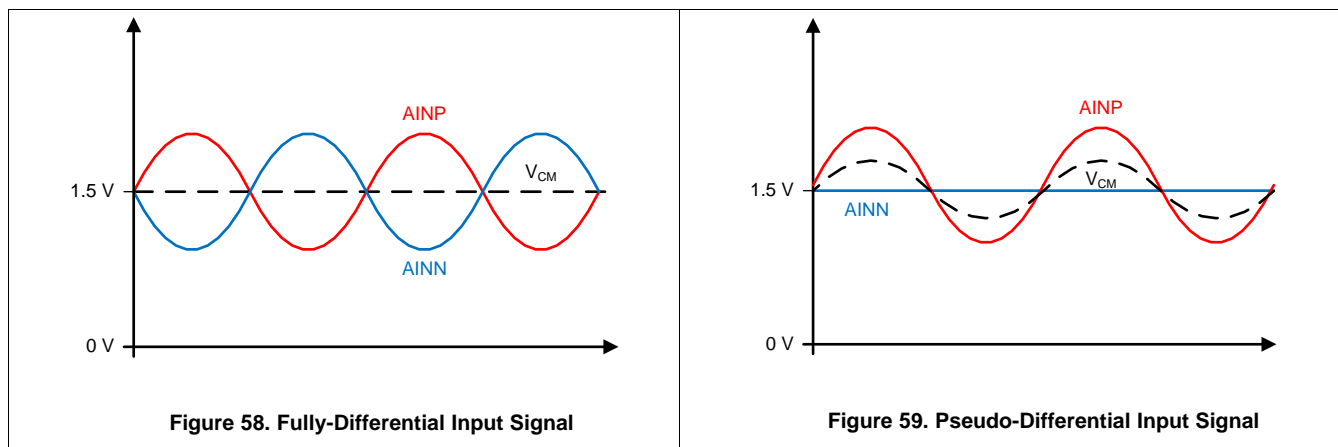 AINP
V_CM
1.5 V
AINN
0 V
Figure 58. Fully-Differential Input Signal
AINP
V_CM
1.5 V
AINN
0 V
Figure 59. Pseudo-Differential Input Signal